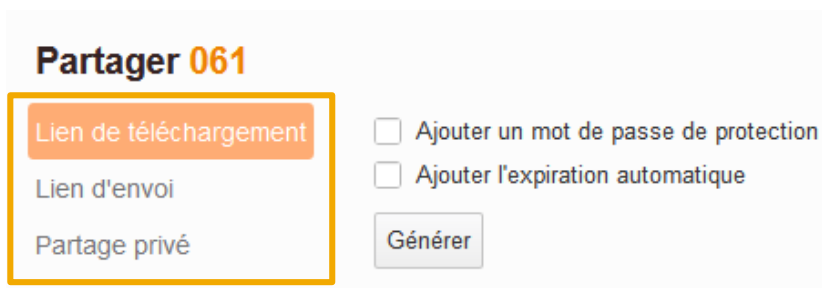 Partager 061
Lien de téléchargement
Lien d'envoi
Partage privé
Ajouter un mot de passe de protection
Ajouter l'expiration automatique
Générer